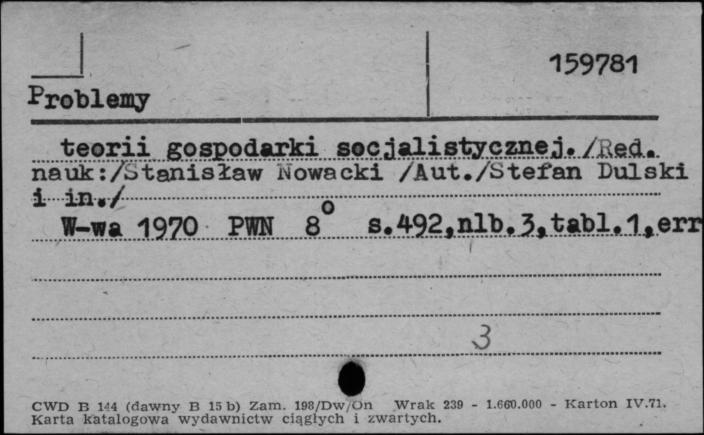 159781
Problemy
teorii gospodarki socjalistycznej./Red.
nauk:/Stanisław Nowacki /Aut./Stefan Dulski
i in./
W-wa 1970 PWN 8o s.492,nlb.3,tabl.1,err
3
CWD B 144 (dawny B 15 b) Zam. 198/Dw/On Wrak 239 - 1.660.000 - Karton IV.71.
Karta katalogowa wydawnictw ciągłych i zwartych.